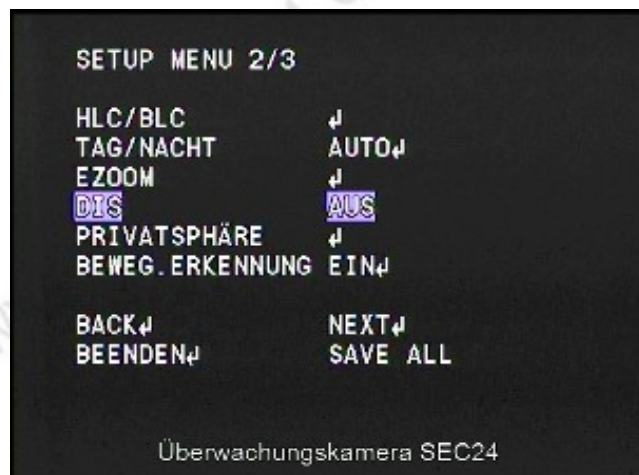 SETUP MENU 2/3
HLC/BLC ↲
TAG/NACHT AUTO↲
EZOOM ↲
DIS AUS
PRIVATSPHÄRE ↲
BEWEG.ERKENNUNG EIN↲
BACK↲ NEXT↲
BEENDEN↲ SAVE ALL
Überwachungskamera SEC24